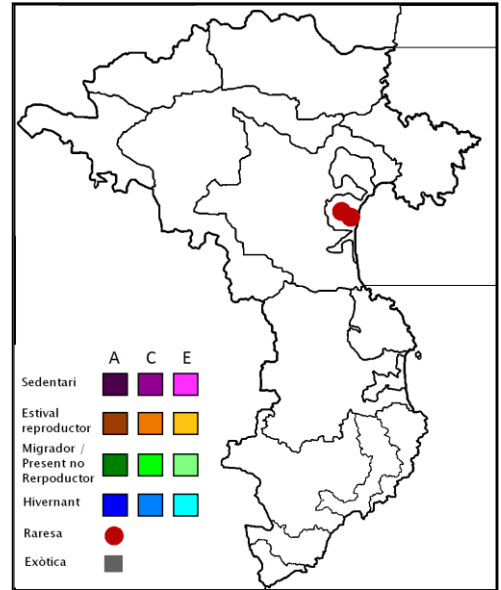 A C E
Sedentari
Estival
reproductor
Migrador /
Present no
Rerpoductor
Hivernant
Raresa
Exòtica